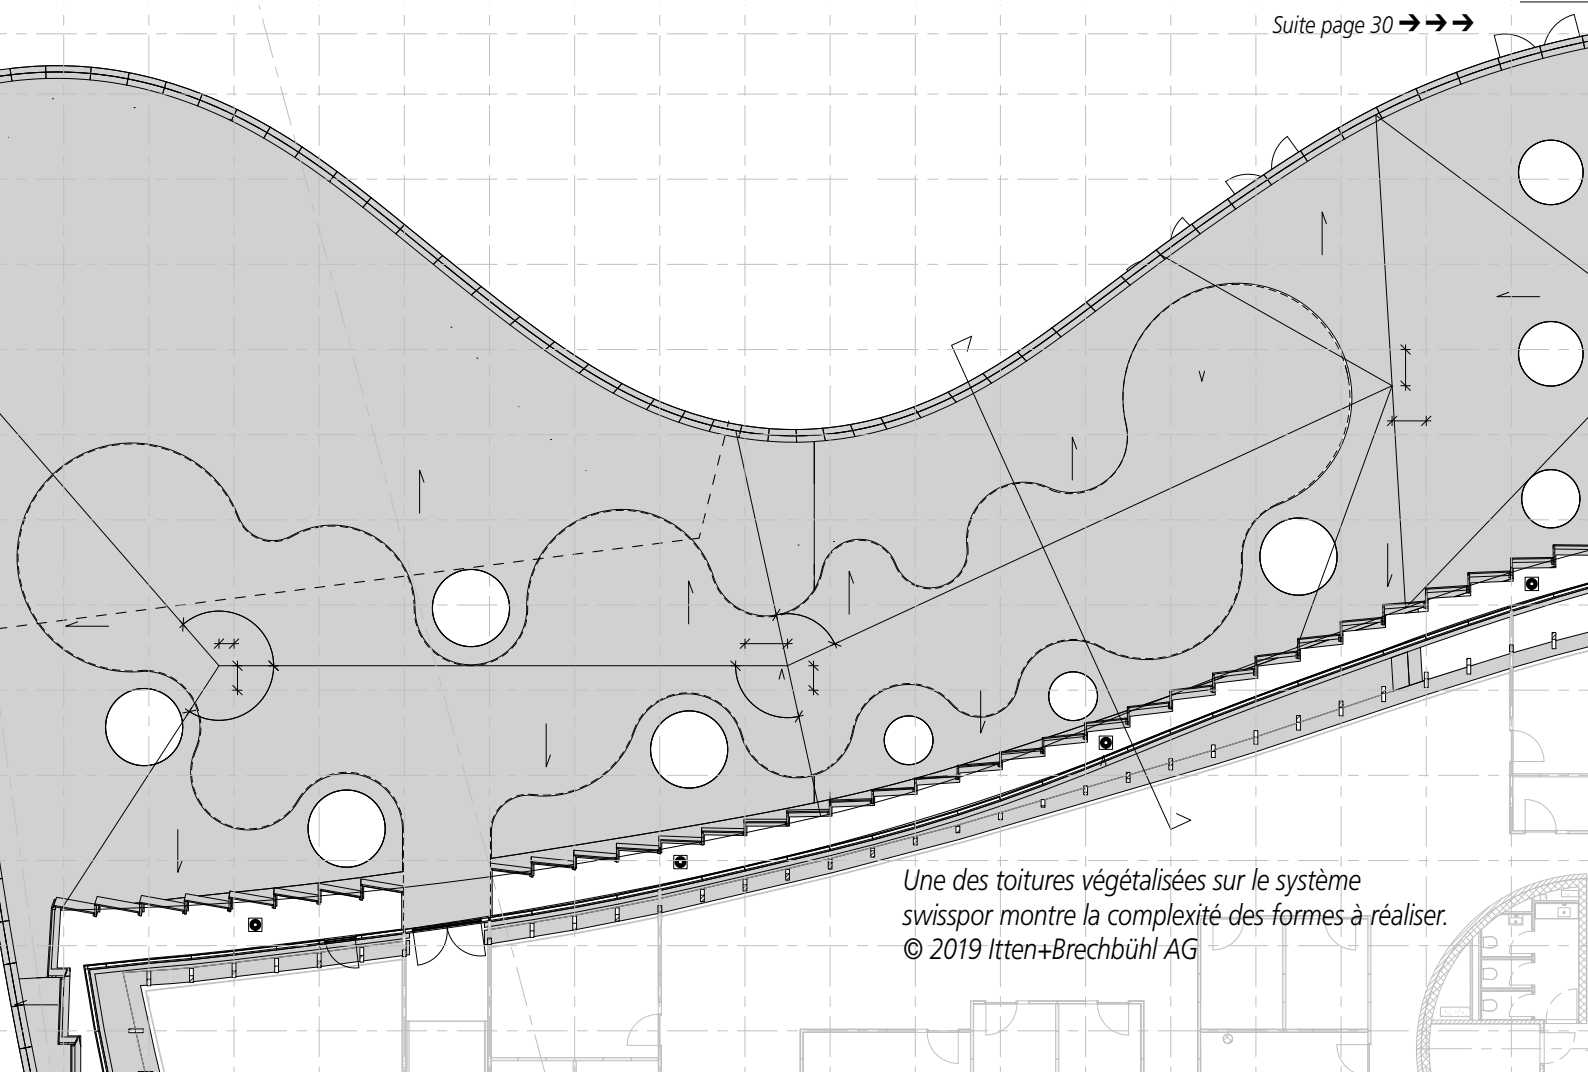 Suite page 30 ➔➔➔
Une des toitures végétalisées sur le système
swisspor montre la complexité des formes à réaliser.
© 2019 Itten+Brechbühl AG